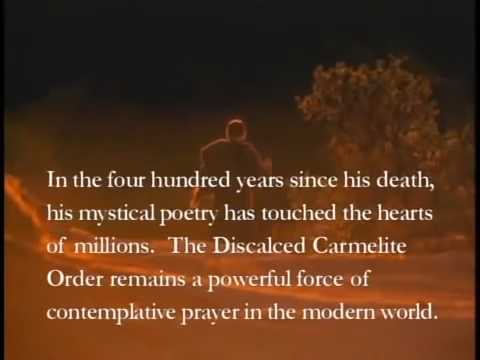 In the four hundred years since his death,
his mystical poetry has touched the hearts
of millions.  The Discalced Carmelite
Order remains a powerful force of
contemplative prayer in the modern world.